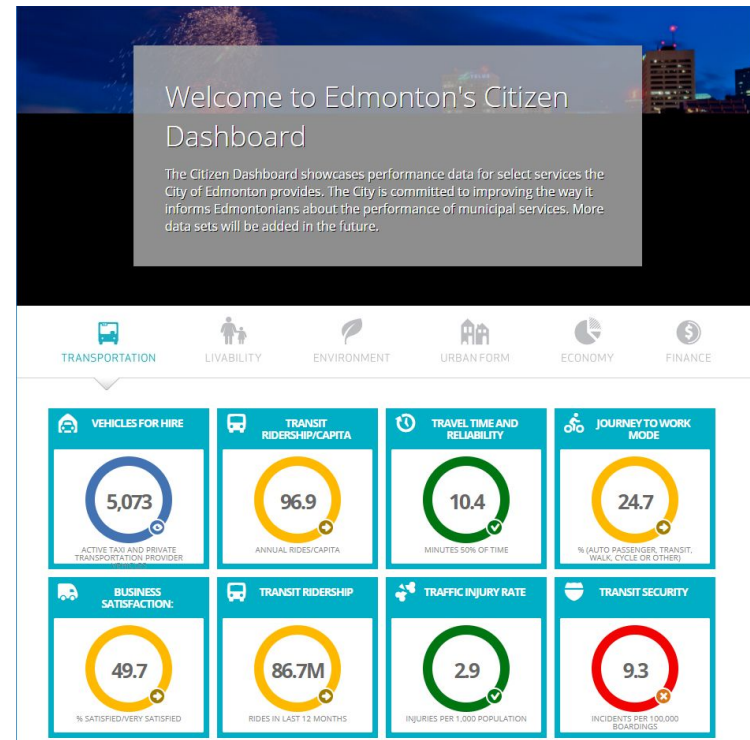 Welcome to Edmonton's Citizen
Dashboard
The Citizen Dashboard showcases performance data for select services the
City of Edmonton provides. The City is committed to improving the way it
informs Edmontonians about the performance of municipal services. More
data sets will be added in the future.
TRANSPORTATION
LIVABILITY
ENVIRONMENT
URBAN FORM
ECONOMY
FINANCE
VEHICLES FOR HIRE
5,073
ACTIVE TAXI AND PRIVATE
TRANSPORTATION PROVIDER
TRANSIT
RIDERSHIP/CAPITA
96.9
ANNUAL RIDES/CAPITA
TRAVEL TIME AND
RELIABILITY
10.4
MINUTES 50% OF TIME
JOURNEY TO WORK
MODE
24.7
% (AUTO PASSENGER, TRANSIT,
WALK, CYCLE OR OTHER)
BUSINESS
SATISFACTION:
49.7
% SATISFIED/VERY SATISFIED
TRANSIT RIDERSHIP
86.7M
RIDES IN LAST 12 MONTHS
TRAFFIC INJURY RATE
2.9
INJURIES PER 1,000 POPULATION
TRANSIT SECURITY
9.3
INCIDENTS PER 100,000
BOARDINGS